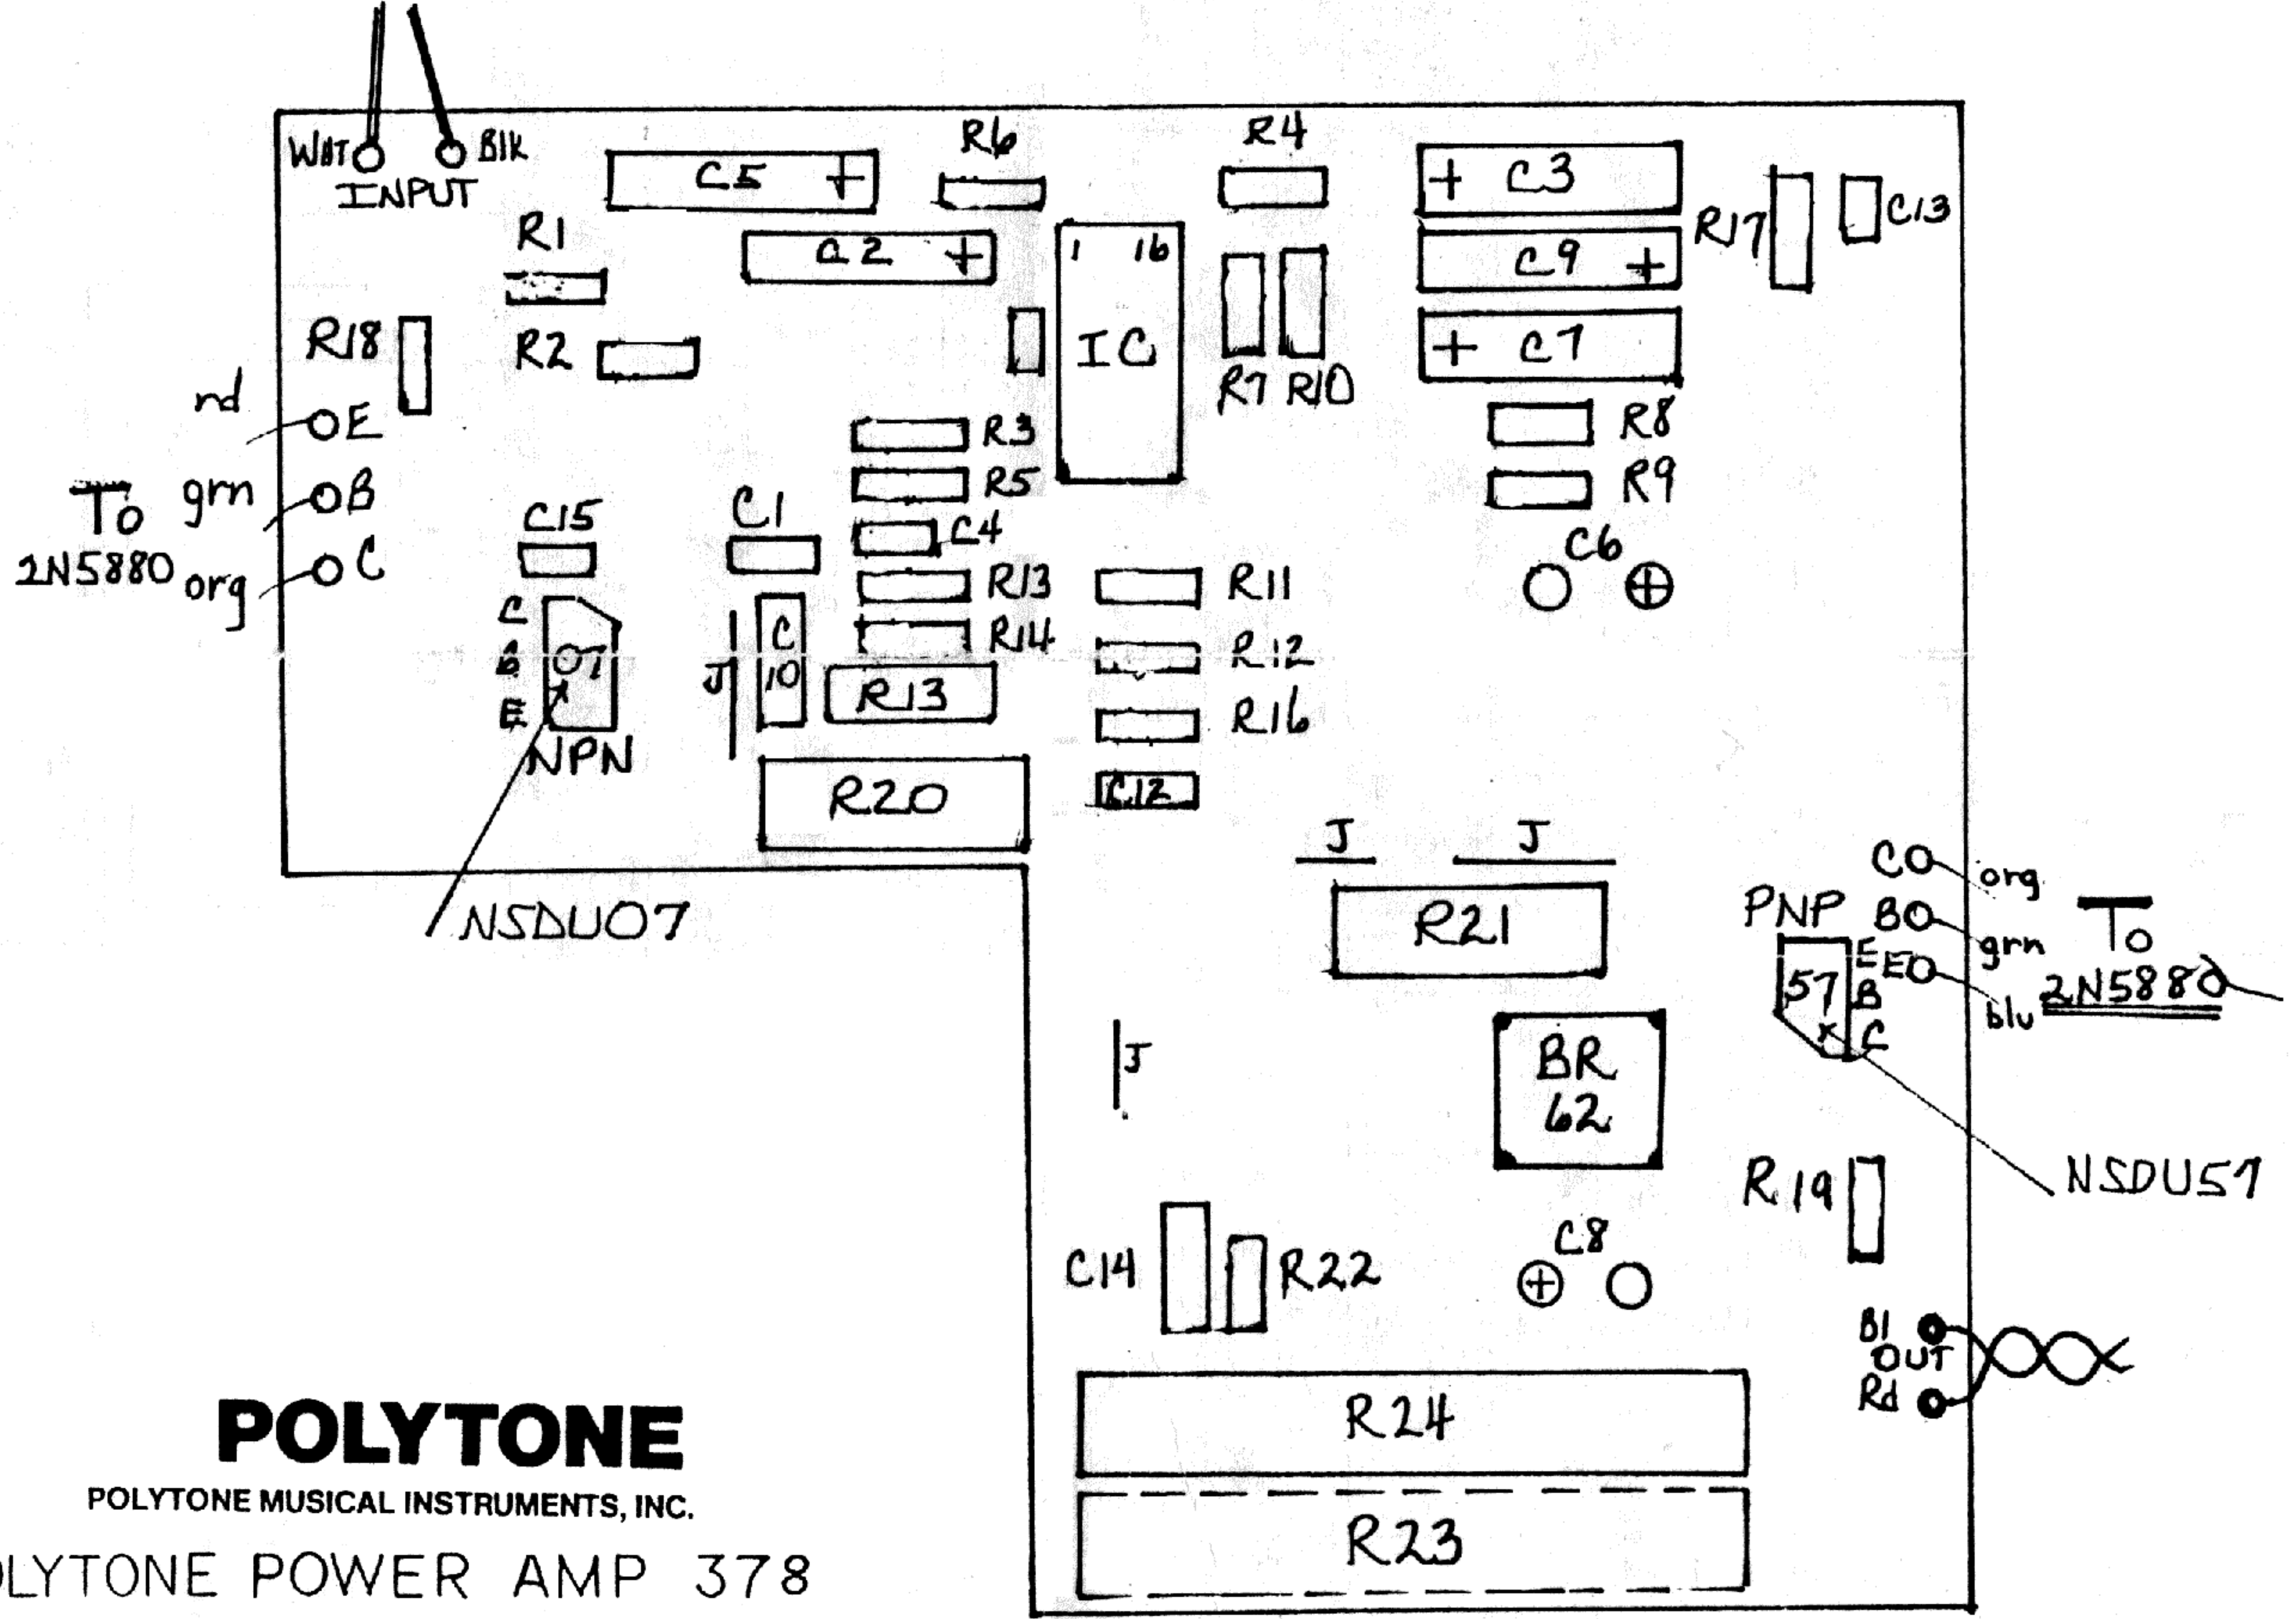 WHT Blk
INPUT
C5 +
R6
R4
+ C3
R17
C13
R1
C2 +
1 16
IC
C9 +
R18
R2
R7 R10
+ C7
R8
R9
nd
E
grn
B
To
2N5880
org
C
C15
C1
R3
R5
C4
R13
R14
C6
+
R11
R12
R16
C12
C
B
E
07
x
NPN
J
C
10
R13
R20
NSDU07
J
J
R21
C
org
PNP
B
grn
To
E
E
57
B
2N5880
x
C
blu
J
BR
62
R19
NSDU57
C14
R22
C8
+
Bl
OUT
Rd
R24
R23
POLYTONE
POLYTONE MUSICAL INSTRUMENTS, INC.
OLYTONE POWER AMP 378